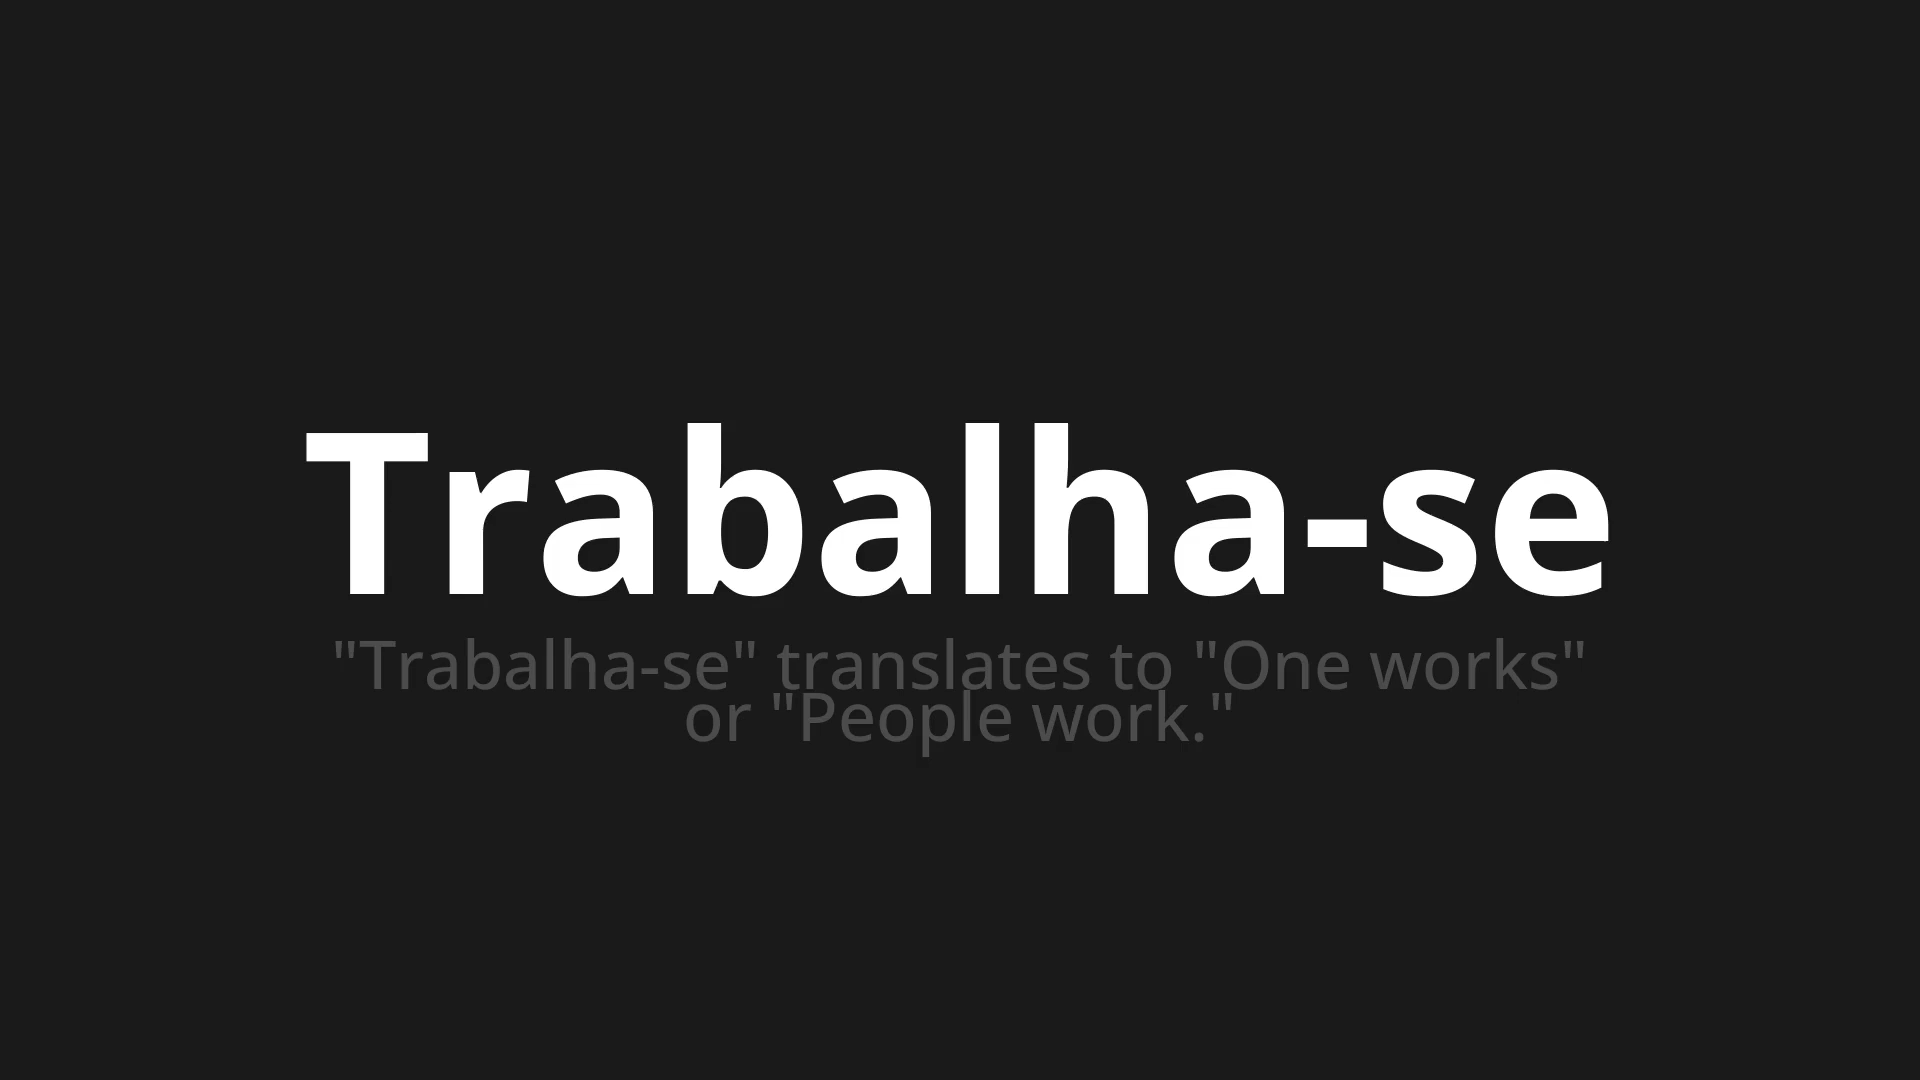 Trabalha-se
"Trabalha-se" translates to "One works"
or "People work."